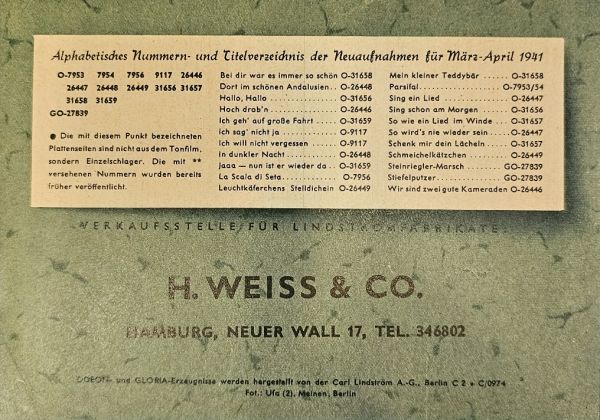 Alphabetisches Nummern- und Titelverzeichnis der Neuaufnahmen für März-April 1941
O-7953 7954 7956 9117 26446
26447 26448 26449 31656 31657
31658 31659
GO-27839
● Die mit diesem Punkt bezeichneten
Plattenseiten sind nicht aus dem Tonfilm,
sondern Einzelschlager. Die mit **
versehenen Nummern wurden bereits
früher veröffentlicht.
Bei dir war es immer so schön O-31658
Dort im schönen Andalusien . O-26448
Hallo, Hallo O-31656
Hoch drob'n O-26449
Ich geh' auf große Fahrt O-31659
Ich sag' nicht ja O-9117
Ich will nicht vergessen O-9117
In dunkler Nacht O-26448
Jaaa — nun ist er wieder da . . O-31659
La Scala di Seta O-7956
Leuchtkäferchens Stelldichein O-26449
Mein kleiner Teddybär O-31658
Parsifal O-7953/54
Sing ein Lied O-26447
Sing schon am Morgen O-31656
So wie ein Lied im Winde O-31657
So wird's nie wieder sein O-26447
Schenk mir dein Lächeln O-31657
Schmeichelkätzchen O-26449
Steinriegler-Marsch GO-27839
Stiefelputzer GO-27839
Wir sind zwei gute Kameraden O-26446
VERKAUFSSTELLE FÜR LINDSTRÖM-FABRIKATE:
H. WEISS & CO.
HAMBURG, NEUER WALL 17, TEL. 346802
ODEON- und GLORIA-Erzeugnisse werden hergestellt von der Carl Lindström A.-G., Berlin C 2 • C/0974
Fot.: Ufa (2), Meinen, Berlin